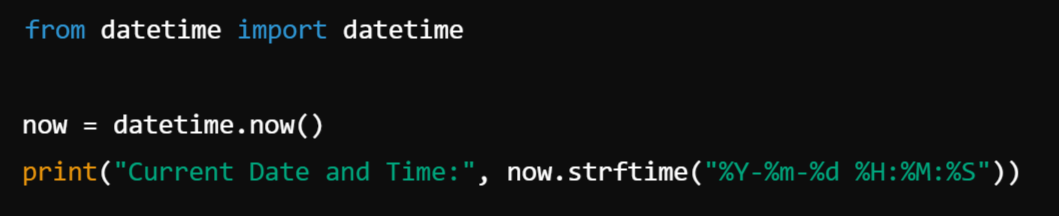 from datetime import datetime
now = datetime.now()
print("Current Date and Time:", now.strftime("%Y-%m-%d %H:%M:%S"))